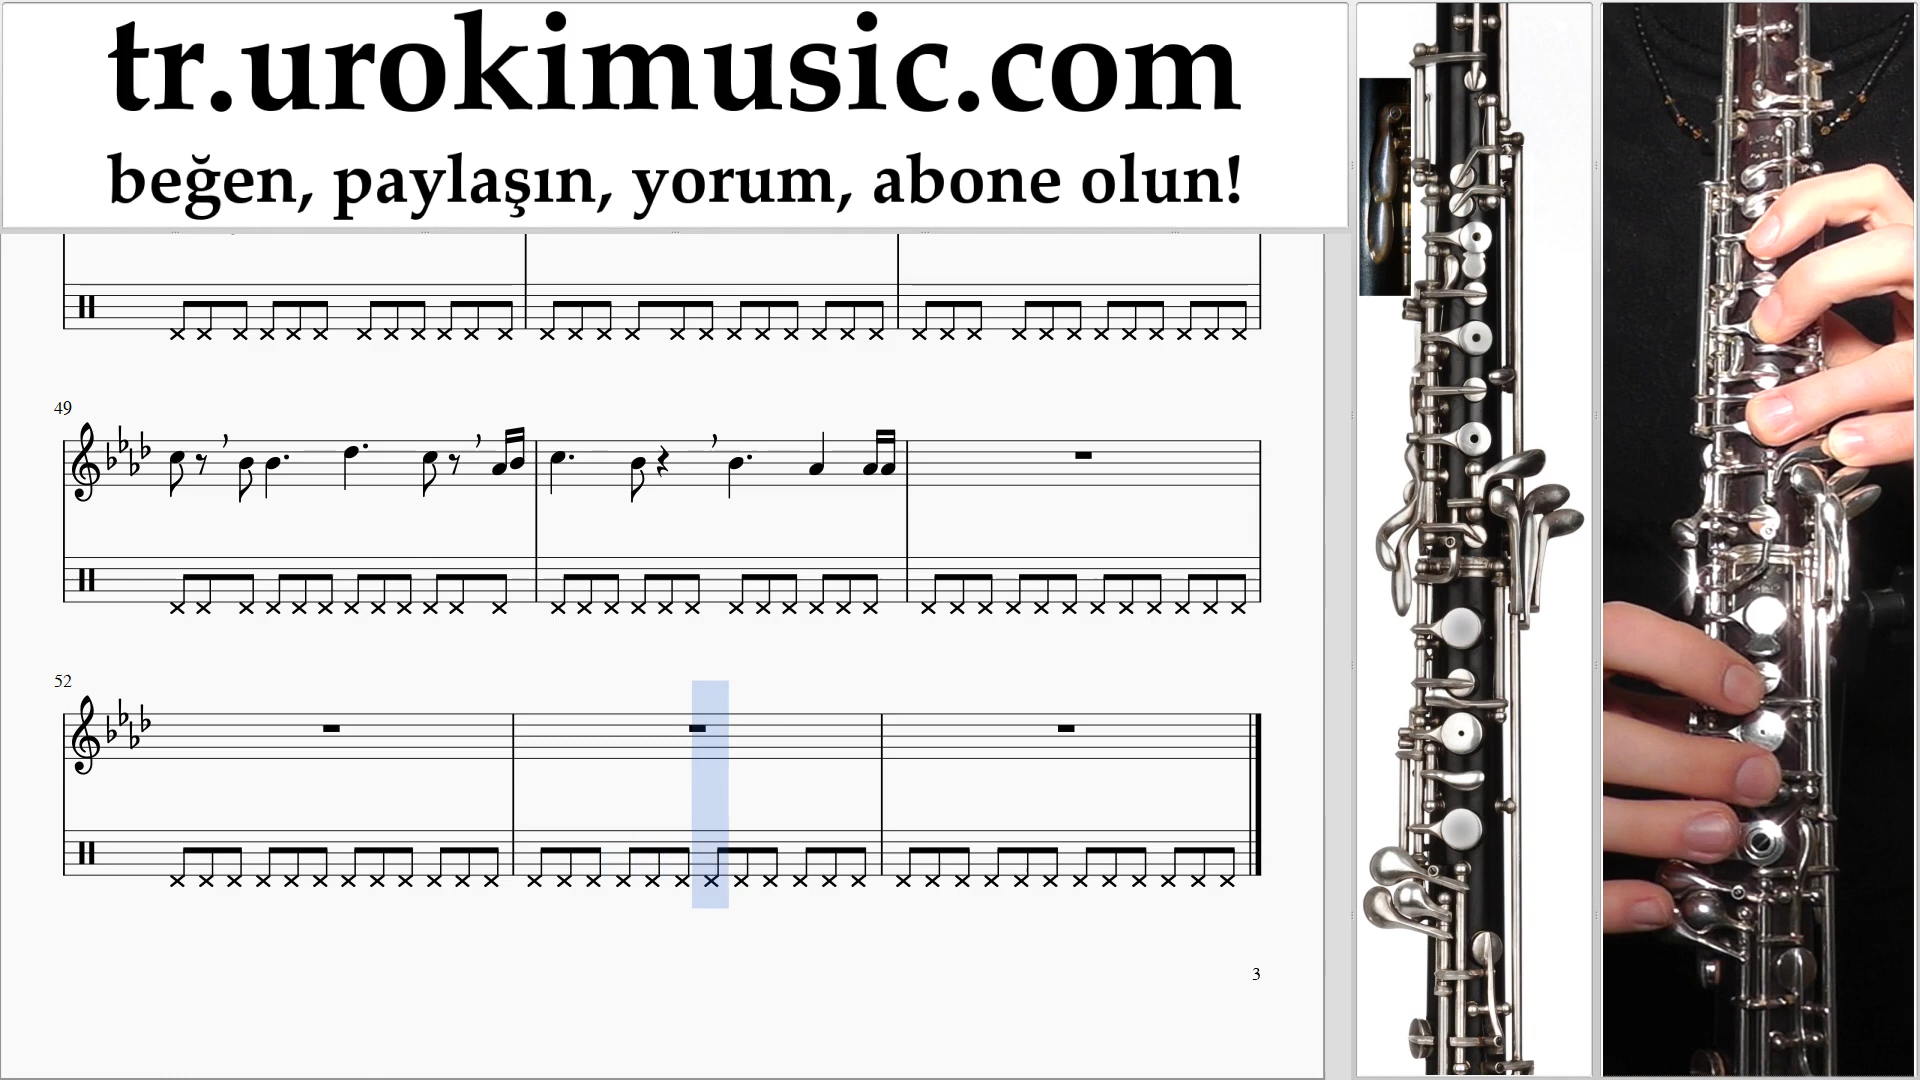 tr.urokimusic.com
beğen, paylaşın, yorum, abone olun!
49
52
3